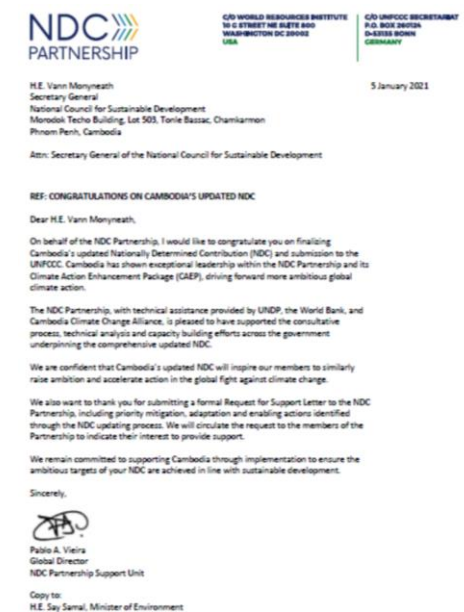 NDC
PARTNERSHIP
C/O WORLD RESOURCES INSTITUTE
10 G STREET NE SUITE 800
WASHINGTON DC 20002
USA
C/O UNFCCC SECRETARIAT
P.O. BOX 260124
D-53153 BONN
GERMANY
H.E. Vann Monyneath
5 January 2021
Secretary General
National Council for Sustainable Development
Morodok Techo Building, Lot 503, Tonle Bassac, Chamkarmon
Phnom Penh, Cambodia
Attn: Secretary General of the National Council for Sustainable Development
REF: CONGRATULATIONS ON CAMBODIA'S UPDATED NDC
Dear H.E. Vann Monyneath,
On behalf of the NDC Partnership, I would like to congratulate you on finalizing
Cambodia's updated Nationally Determined Contribution (NDC) and submission to the
UNFCCC. Cambodia has shown exceptional leadership within the NDC Partnership and its
Climate Action Enhancement Package (CAEP), driving forward more ambitious global
climate action.
The NDC Partnership, with technical assistance provided by UNDP, the World Bank, and
Cambodia Climate Change Alliance, is pleased to have supported the consultative
process, technical analysis and capacity building efforts across the government
underpinning the comprehensive updated NDC.
We are confident that Cambodia's updated NDC will inspire our members to similarly
raise ambition and accelerate action in the global fight against climate change.
We also want to thank you for submitting a formal Request for Support Letter to the NDC
Partnership, including priority mitigation, adaptation and enabling actions identified
through the NDC updating process. We will circulate the request to the members of the
Partnership to indicate their interest to provide support.
We remain committed to supporting Cambodia through implementation to ensure the
ambitious targets of your NDC are achieved in line with sustainable development.
Sincerely,
Pablo A. Vieira
Global Director
NDC Partnership Support Unit
Copy to:
H.E. Say Samal, Minister of Environment